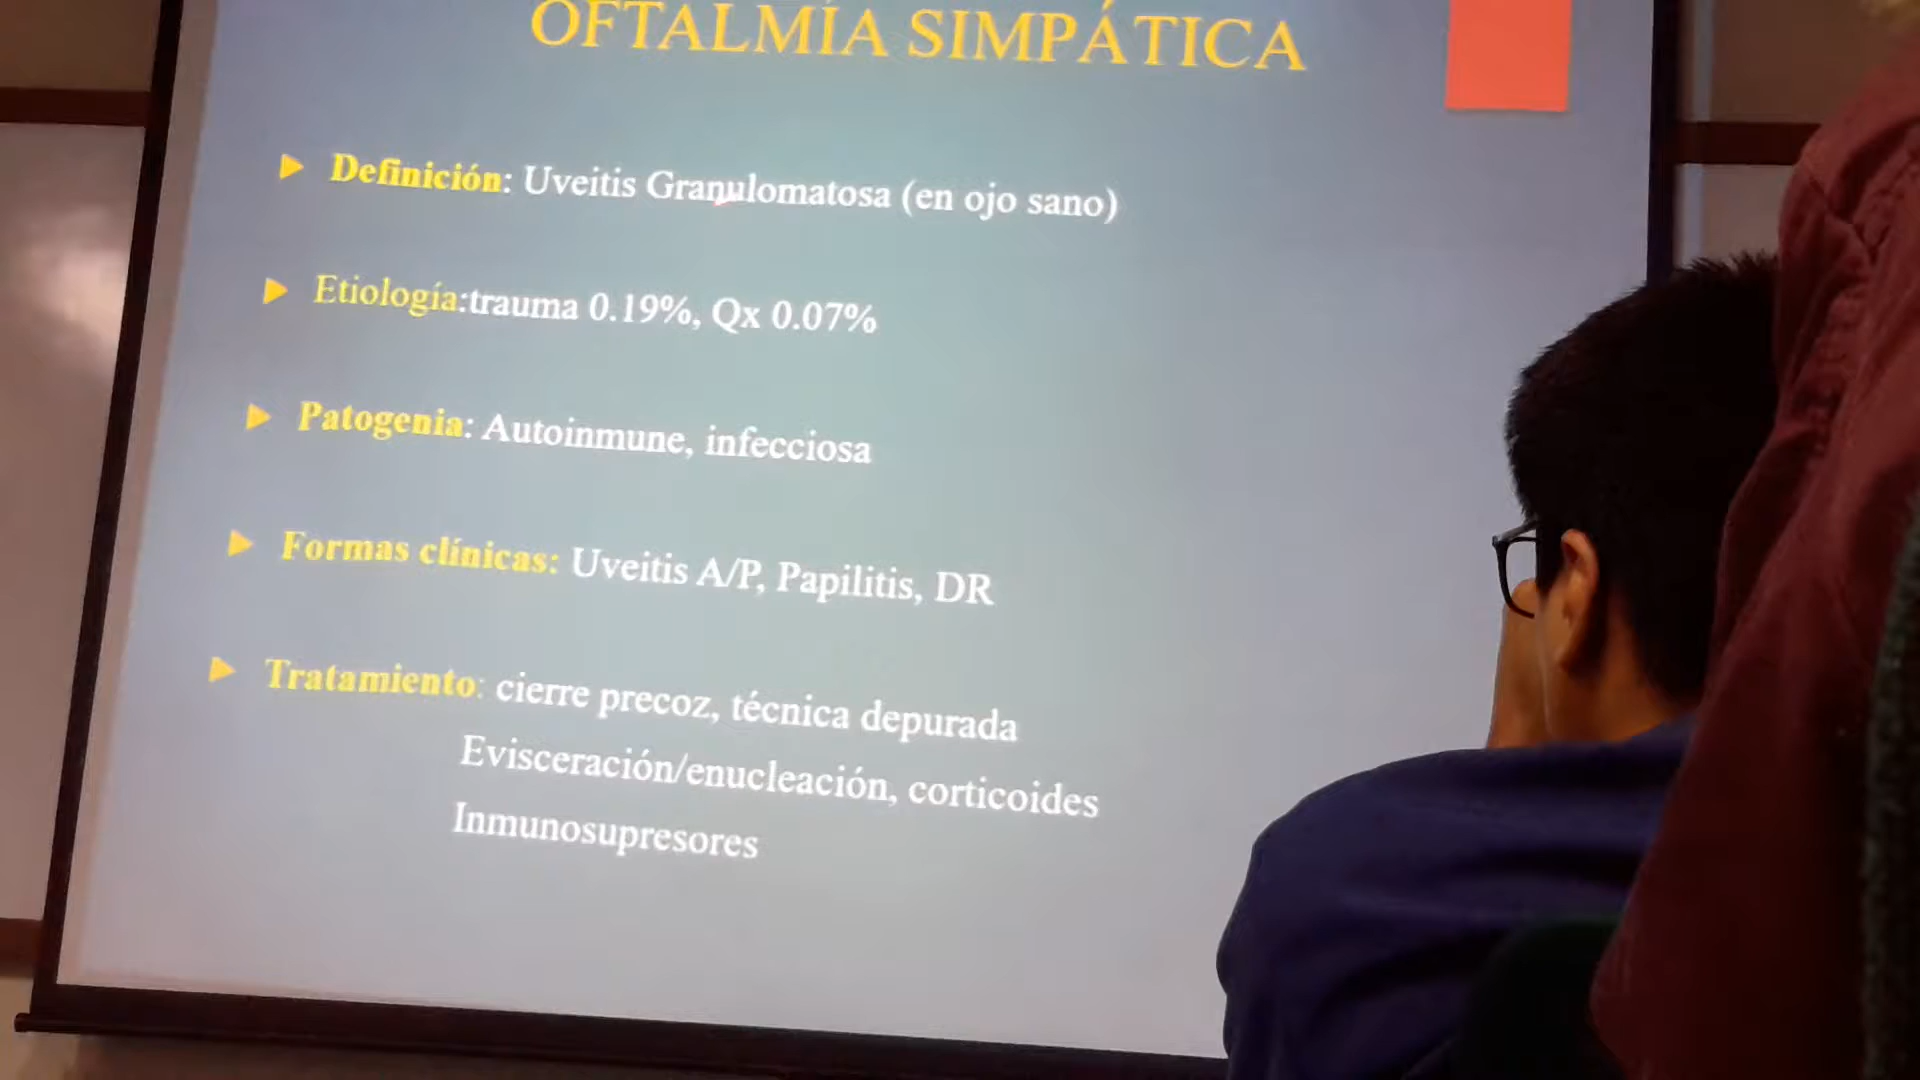 OFTALMÍA SIMPÁTICA
Definición: Uveitis Granulomatosa (en ojo sano)
Etiología:trauma 0.19%, Qx 0.07%
Patogenia: Autoinmune, infecciosa
Formas clínicas: Uveitis A/P, Papilitis, DR
Tratamiento: cierre precoz, técnica depurada
Evisceración/enucleación, corticoides
Inmunosupresores